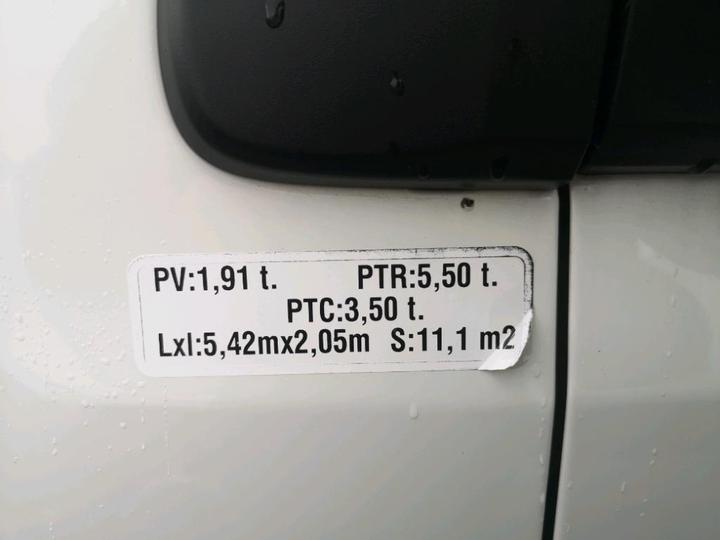 PV:1,91 t. PTR:5,50 t.
PTC:3,50 t.
Lxl:5,42mx2,05m S:11,1 m2